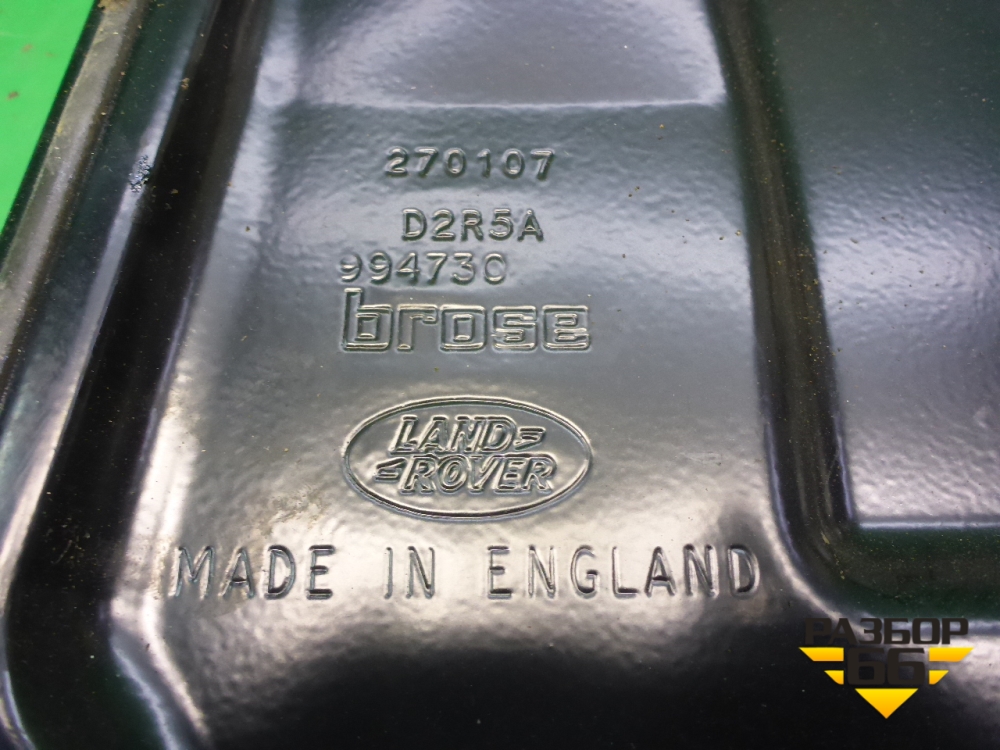 270107
D2R5A
994730
brose
LAND
ROVER
MADE IN ENGLAND
РАЗБОР
66